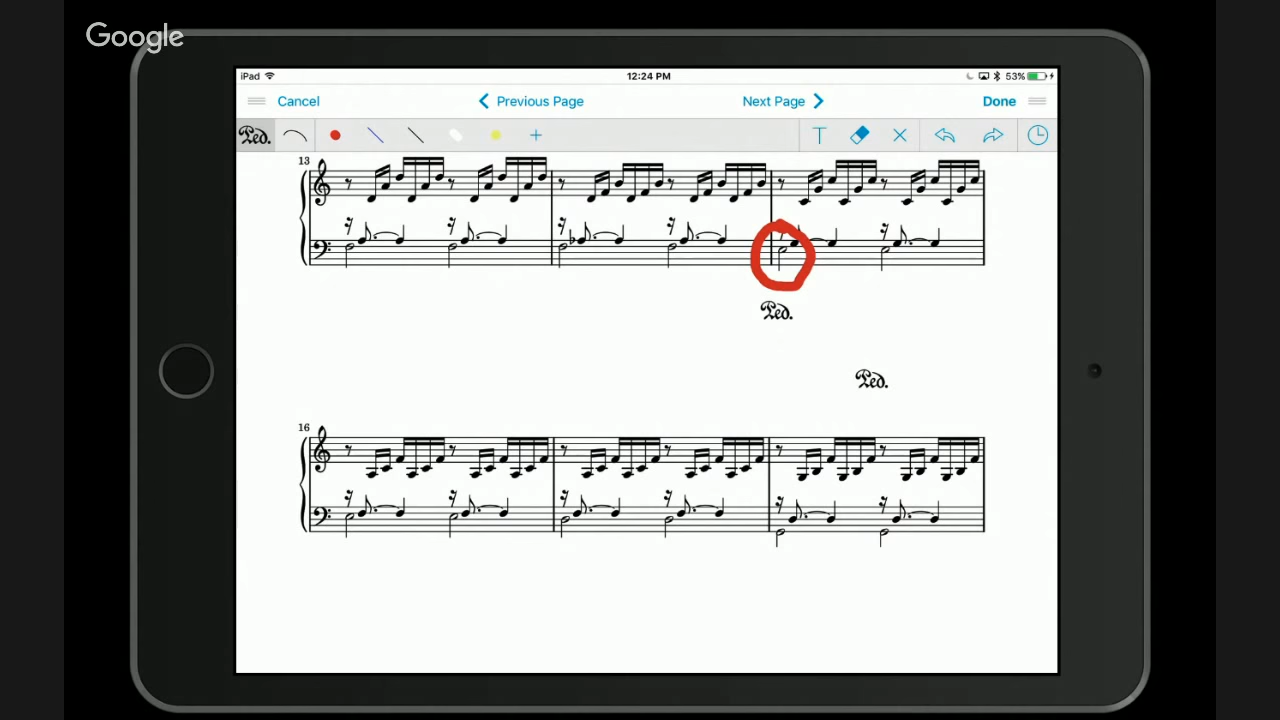 Google
iPad 12:24 PM 53%
Cancel Previous Page Next Page Done
Ped. T
13
Ped.
Ped.
16